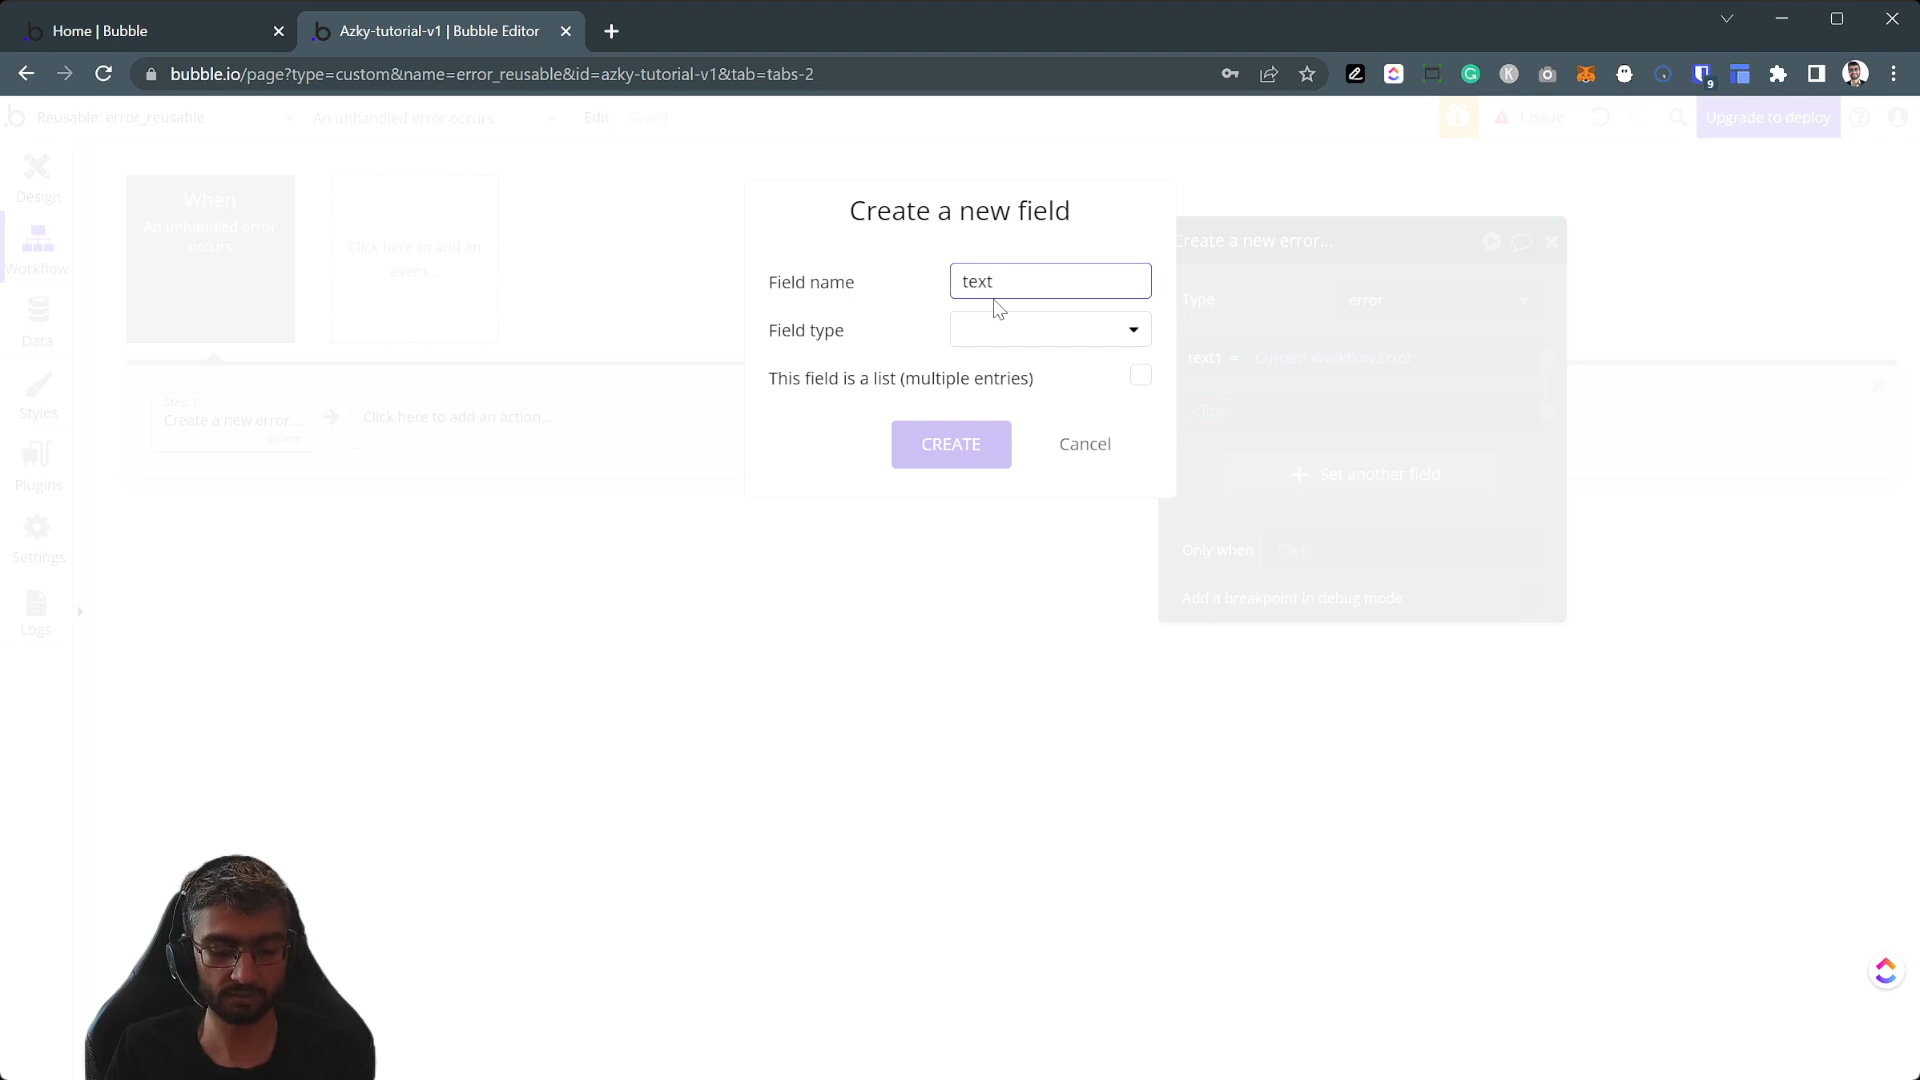 Home | Bubble
Azky-tutorial-v1 | Bubble Editor
bubble.io/page?type=custom&name=error_reusable&id=azky-tutorial-v1&tab=tabs-2
9
Reusable: error_reusable
An unhandled error occurs
Edit
Saved
1 issue
Upgrade to deploy
Design
Workflow
Data
Styles
Plugins
Settings
Logs
When
An unhandled error
occurs
Click here to add an
event...
Step 1
Create a new error...
delete
Click here to add an action...
Create a new field
Field name
text
Field type
This field is a list (multiple entries)
CREATE
Cancel
Create a new error...
Type
error
text1 =
Current Workflow Error
Click
Set another field
Only when
Click
Add a breakpoint in debug mode